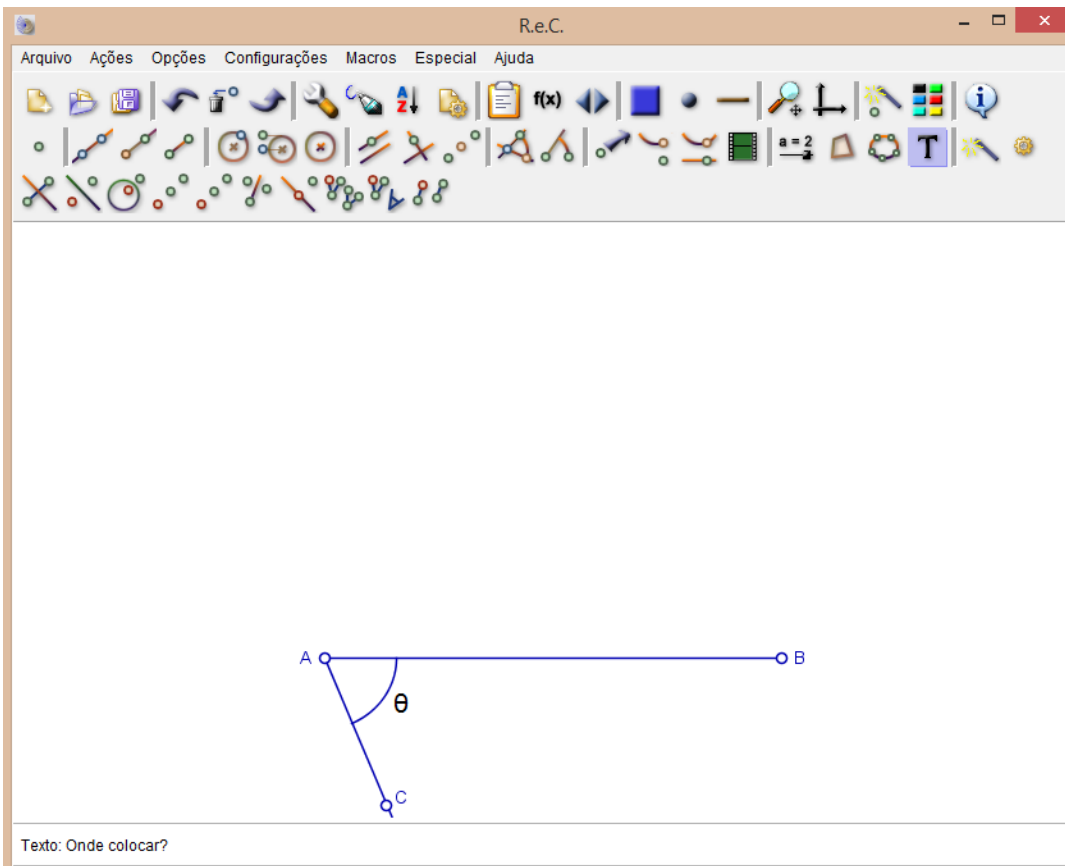 R.e.C.
Arquivo Ações Opções Configurações Macros Especial Ajuda
A Z f(x) i
a = 2 T
A B
θ
C
Texto: Onde colocar?